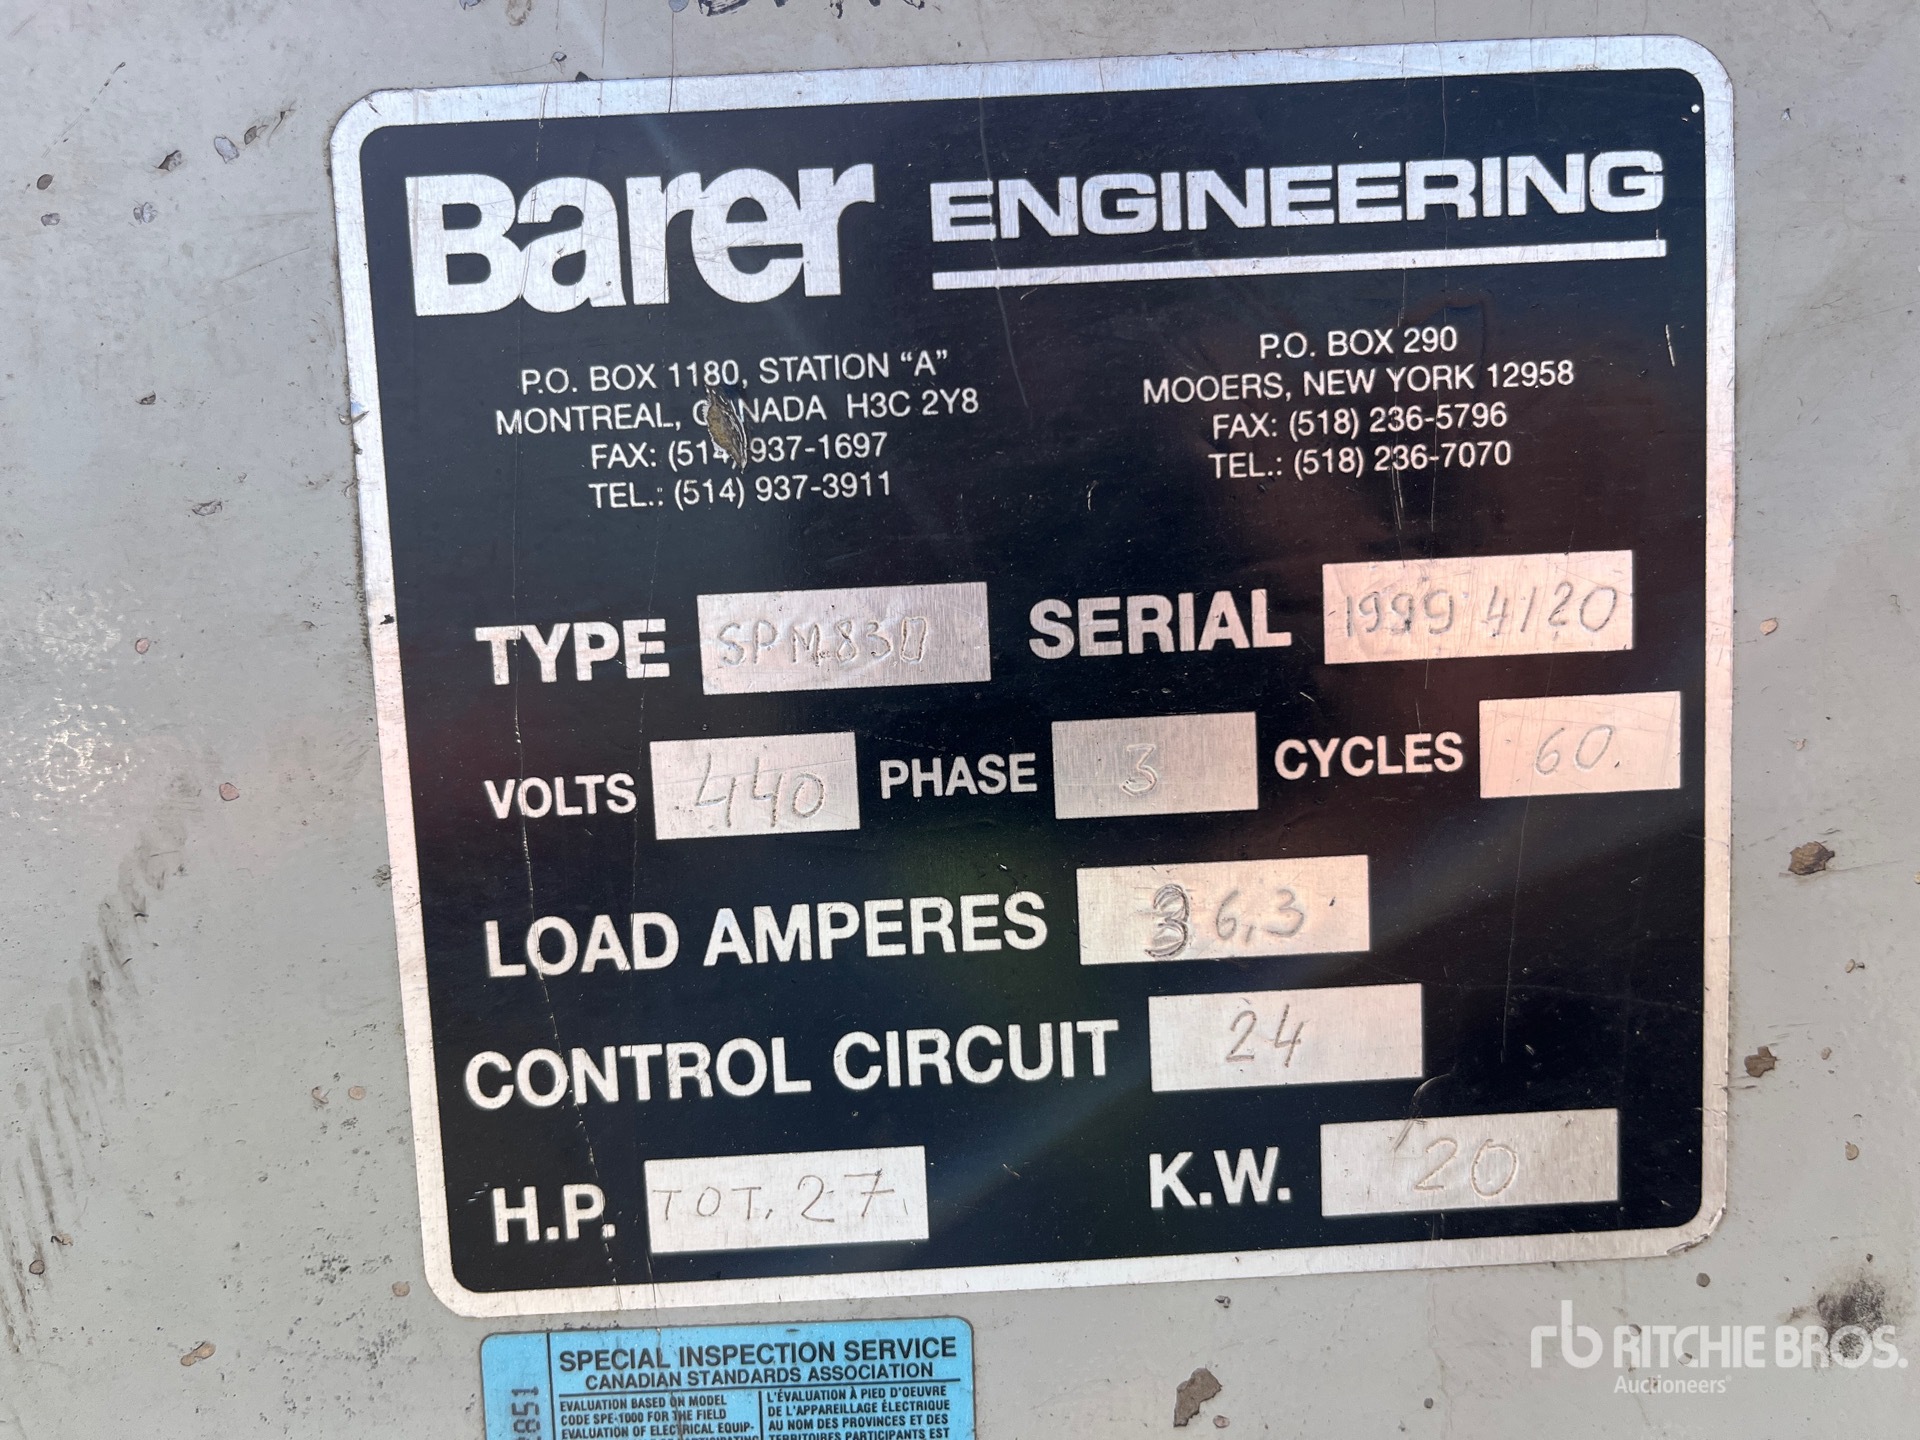 Barer ENGINEERING
P.O. BOX 1180, STATION “A”
MONTREAL, CANADA H3C 2Y8
FAX: (514) 937-1697
TEL.: (514) 937-3911
P.O. BOX 290
MOOERS, NEW YORK 12958
FAX: (518) 236-5796
TEL.: (518) 236-7070
TYPE SPM830 SERIAL 1999 4120
VOLTS 440 PHASE 3 CYCLES 60.
LOAD AMPERES 36,3
CONTROL CIRCUIT 24
H.P. TOT. 27 K.W. 20
SPECIAL INSPECTION SERVICE
CANADIAN STANDARDS ASSOCIATION
EVALUATION BASED ON MODEL
CODE SPE-1000 FOR THE FIELD
EVALUATION OF ELECTRICAL EQUIP-
L'ÉVALUATION À PIED D'OEUVRE
DE L'APPAREILLAGE ÉLECTRIQUE
AU NOM DES PROVINCES ET DES
TERRITOIRES PARTICIPANTS EST
rb RITCHIE BROS.
Auctioneers